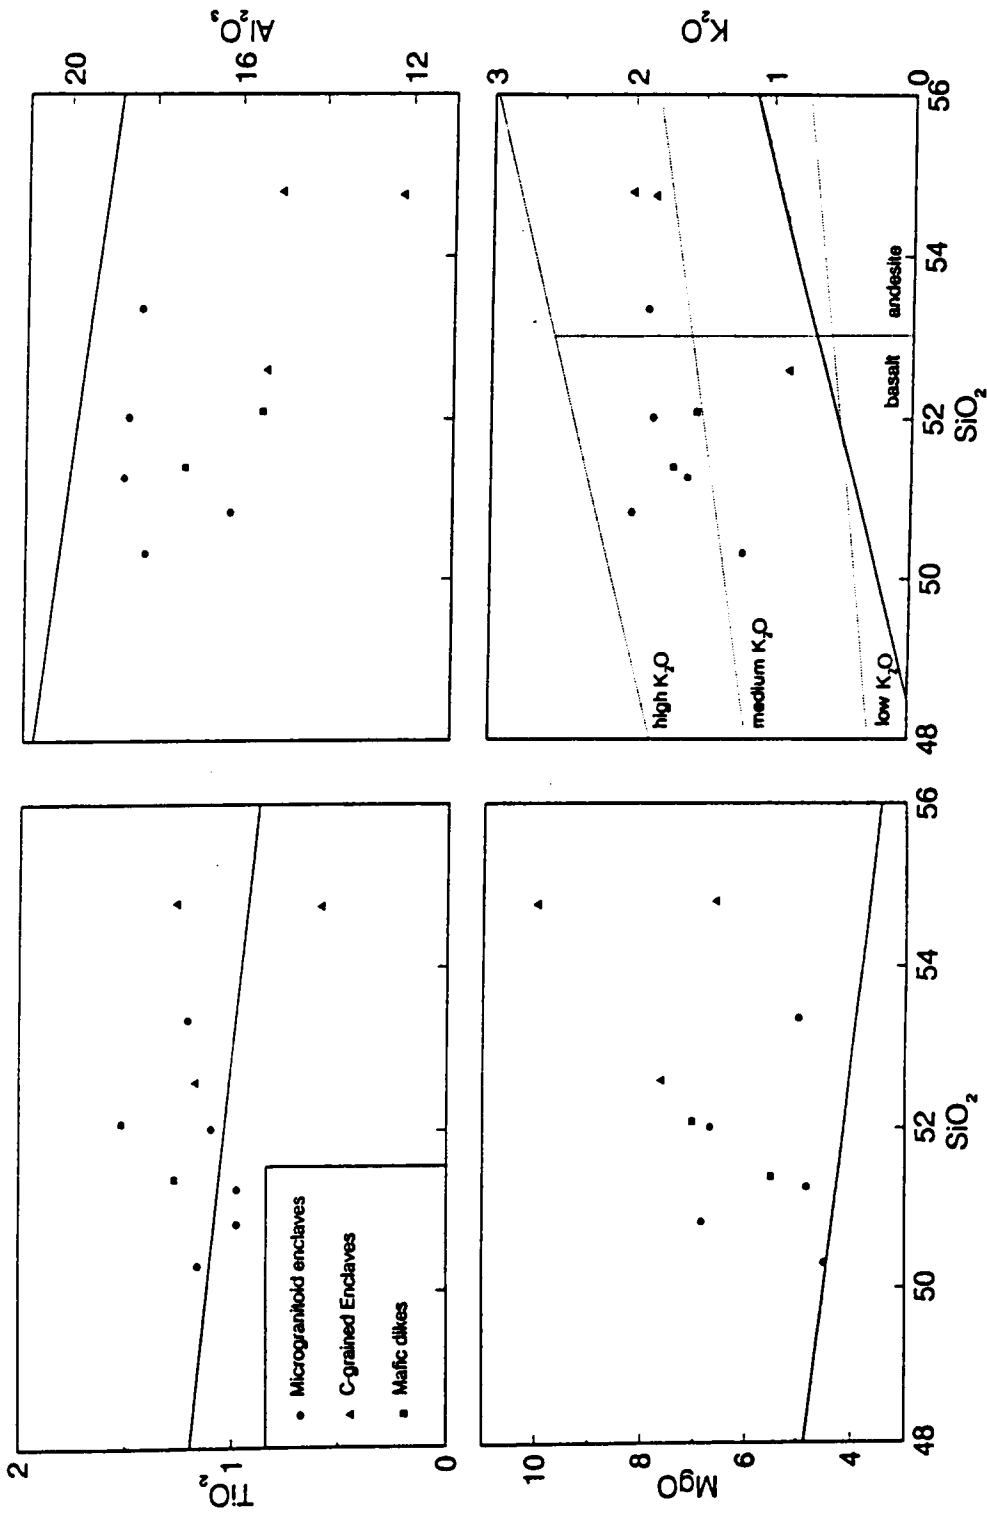 2
1
0
TiO₂
● Microgranitoid enclaves
▲ C-grained Enclaves
■ Mafic dikes
20
16
12
Al₂O₃
10
8
6
4
MgO
48
50
52
54
56
SiO₂
3
2
1
0
K₂O
high K₂O
medium K₂O
low K₂O
basalt
andesite
48
50
52
54
56
SiO₂